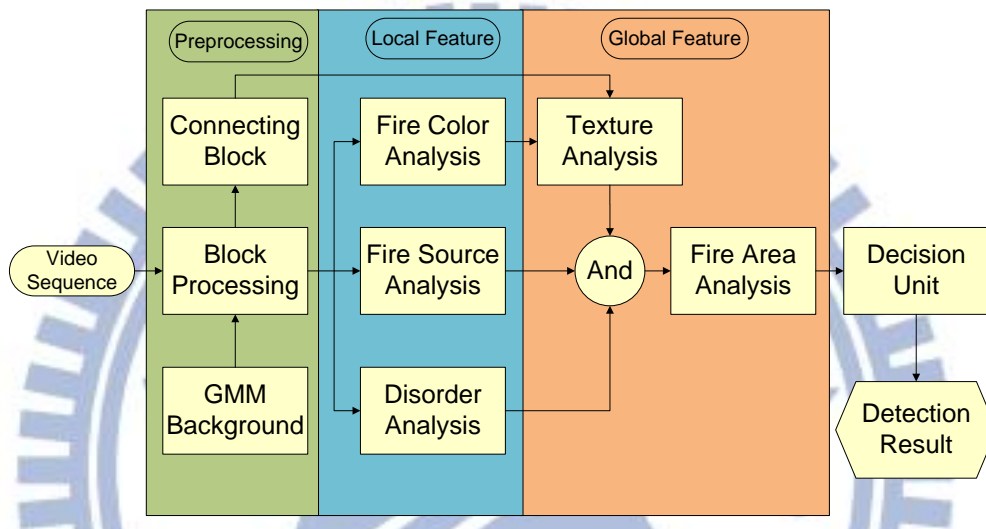 Preprocessing
Local Feature
Global Feature
Connecting
Block
Fire Color
Analysis
Texture
Analysis
Video
Sequence
Block
Processing
Fire Source
Analysis
And
Fire Area
Analysis
Decision
Unit
GMM
Background
Disorder
Analysis
Detection
Result